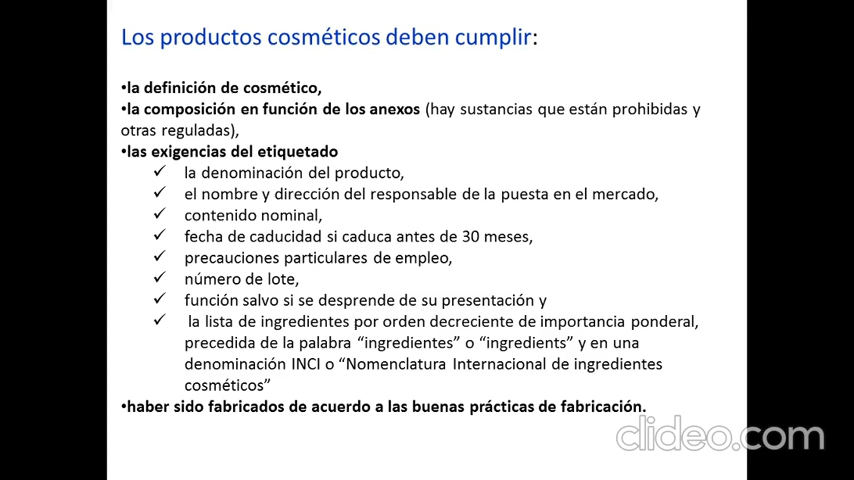 Los productos cosméticos deben cumplir:
•la definición de cosmético,
•la composición en función de los anexos (hay sustancias que están prohibidas y
otras reguladas),
•las exigencias del etiquetado
✓ la denominación del producto,
✓ el nombre y dirección del responsable de la puesta en el mercado,
✓ contenido nominal,
✓ fecha de caducidad si caduca antes de 30 meses,
✓ precauciones particulares de empleo,
✓ número de lote,
✓ función salvo si se desprende de su presentación y
✓ la lista de ingredientes por orden decreciente de importancia ponderal,
precedida de la palabra “ingredientes” o “ingredients” y en una
denominación INCI o “Nomenclatura Internacional de ingredientes
cosméticos”
•haber sido fabricados de acuerdo a las buenas prácticas de fabricación.
clideo.com